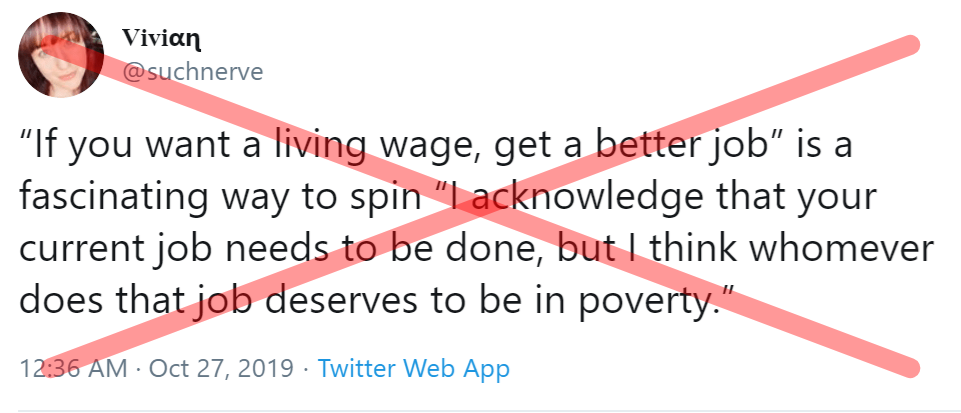 Viviαɳ
@suchnerve
“If you want a living wage, get a better job” is a
fascinating way to spin “I acknowledge that your
current job needs to be done, but I think whomever
does that job deserves to be in poverty.”
12:36 AM · Oct 27, 2019 · Twitter Web App